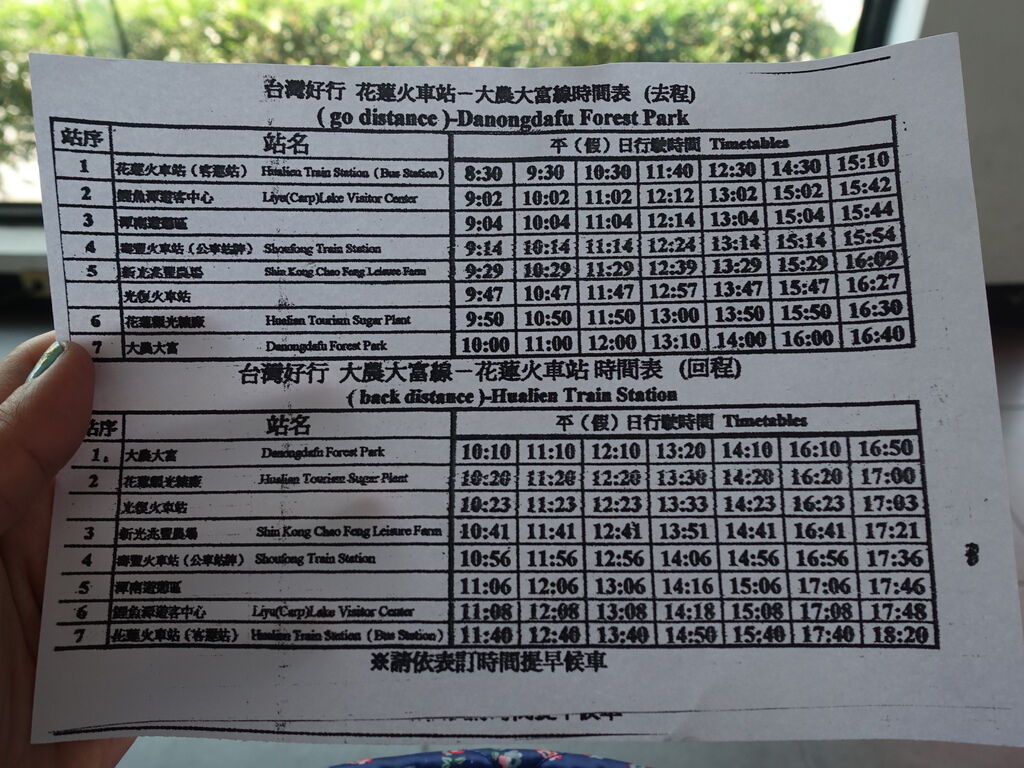 台灣好行 花蓮火車站－大農大富線時間表 (去程)
( go distance )-Danongdafu Forest Park
站序 站名 平（假）日行駛時間 Timetables
1 花蓮火車站（客運站） Hualien Train Station (Bus Station) 8:30 9:30 10:30 11:40 12:30 14:30 15:10
2 鯉魚潭遊客中心 Liyu(Carp)Lake Visitor Center 9:02 10:02 11:02 12:12 13:02 15:02 15:42
3 潭南遊憩區 9:04 10:04 11:04 12:14 13:04 15:04 15:44
4 壽豐火車站（公車站牌） Shoufong Train Station 9:14 10:14 11:14 12:24 13:14 15:14 15:54
5 新光兆豐農場 Shin Kong Chao Feng Leisure Farm 9:29 10:29 11:29 12:39 13:29 15:29 16:09
光復火車站 9:47 10:47 11:47 12:57 13:47 15:47 16:27
6 花蓮觀光糖廠 Hualian Tourism Sugar Plant 9:50 10:50 11:50 13:00 13:50 15:50 16:30
7 大農大富 Danongdafu Forest Park 10:00 11:00 12:00 13:10 14:00 16:00 16:40
台灣好行 大農大富線－花蓮火車站 時間表 (回程)
( back distance )-Hualien Train Station
站序 站名 平（假）日行駛時間 Timetables
1. 大農大富 Danongdafu Forest Park 10:10 11:10 12:10 13:20 14:10 16:10 16:50
2 花蓮觀光糖廠 Hualian Tourism Sugar Plant 10:20 11:20 12:20 13:30 14:20 16:20 17:00
光復火車站 10:23 11:23 12:23 13:33 14:23 16:23 17:03
3 新光兆豐農場 Shin Kong Chao Feng Leisure Farm 10:41 11:41 12:41 13:51 14:41 16:41 17:21
4 壽豐火車站（公車站牌） Shoufong Train Station 10:56 11:56 12:56 14:06 14:56 16:56 17:36
5 潭南遊憩區 11:06 12:06 13:06 14:16 15:06 17:06 17:46
6 鯉魚潭遊客中心 Liyu(Carp)Lake Visitor Center 11:08 12:08 13:08 14:18 15:08 17:08 17:48
7 花蓮火車站（客運站） Hualien Train Station (Bus Station) 11:40 12:40 13:40 14:50 15:40 17:40 18:20
※請依表訂時間提早候車